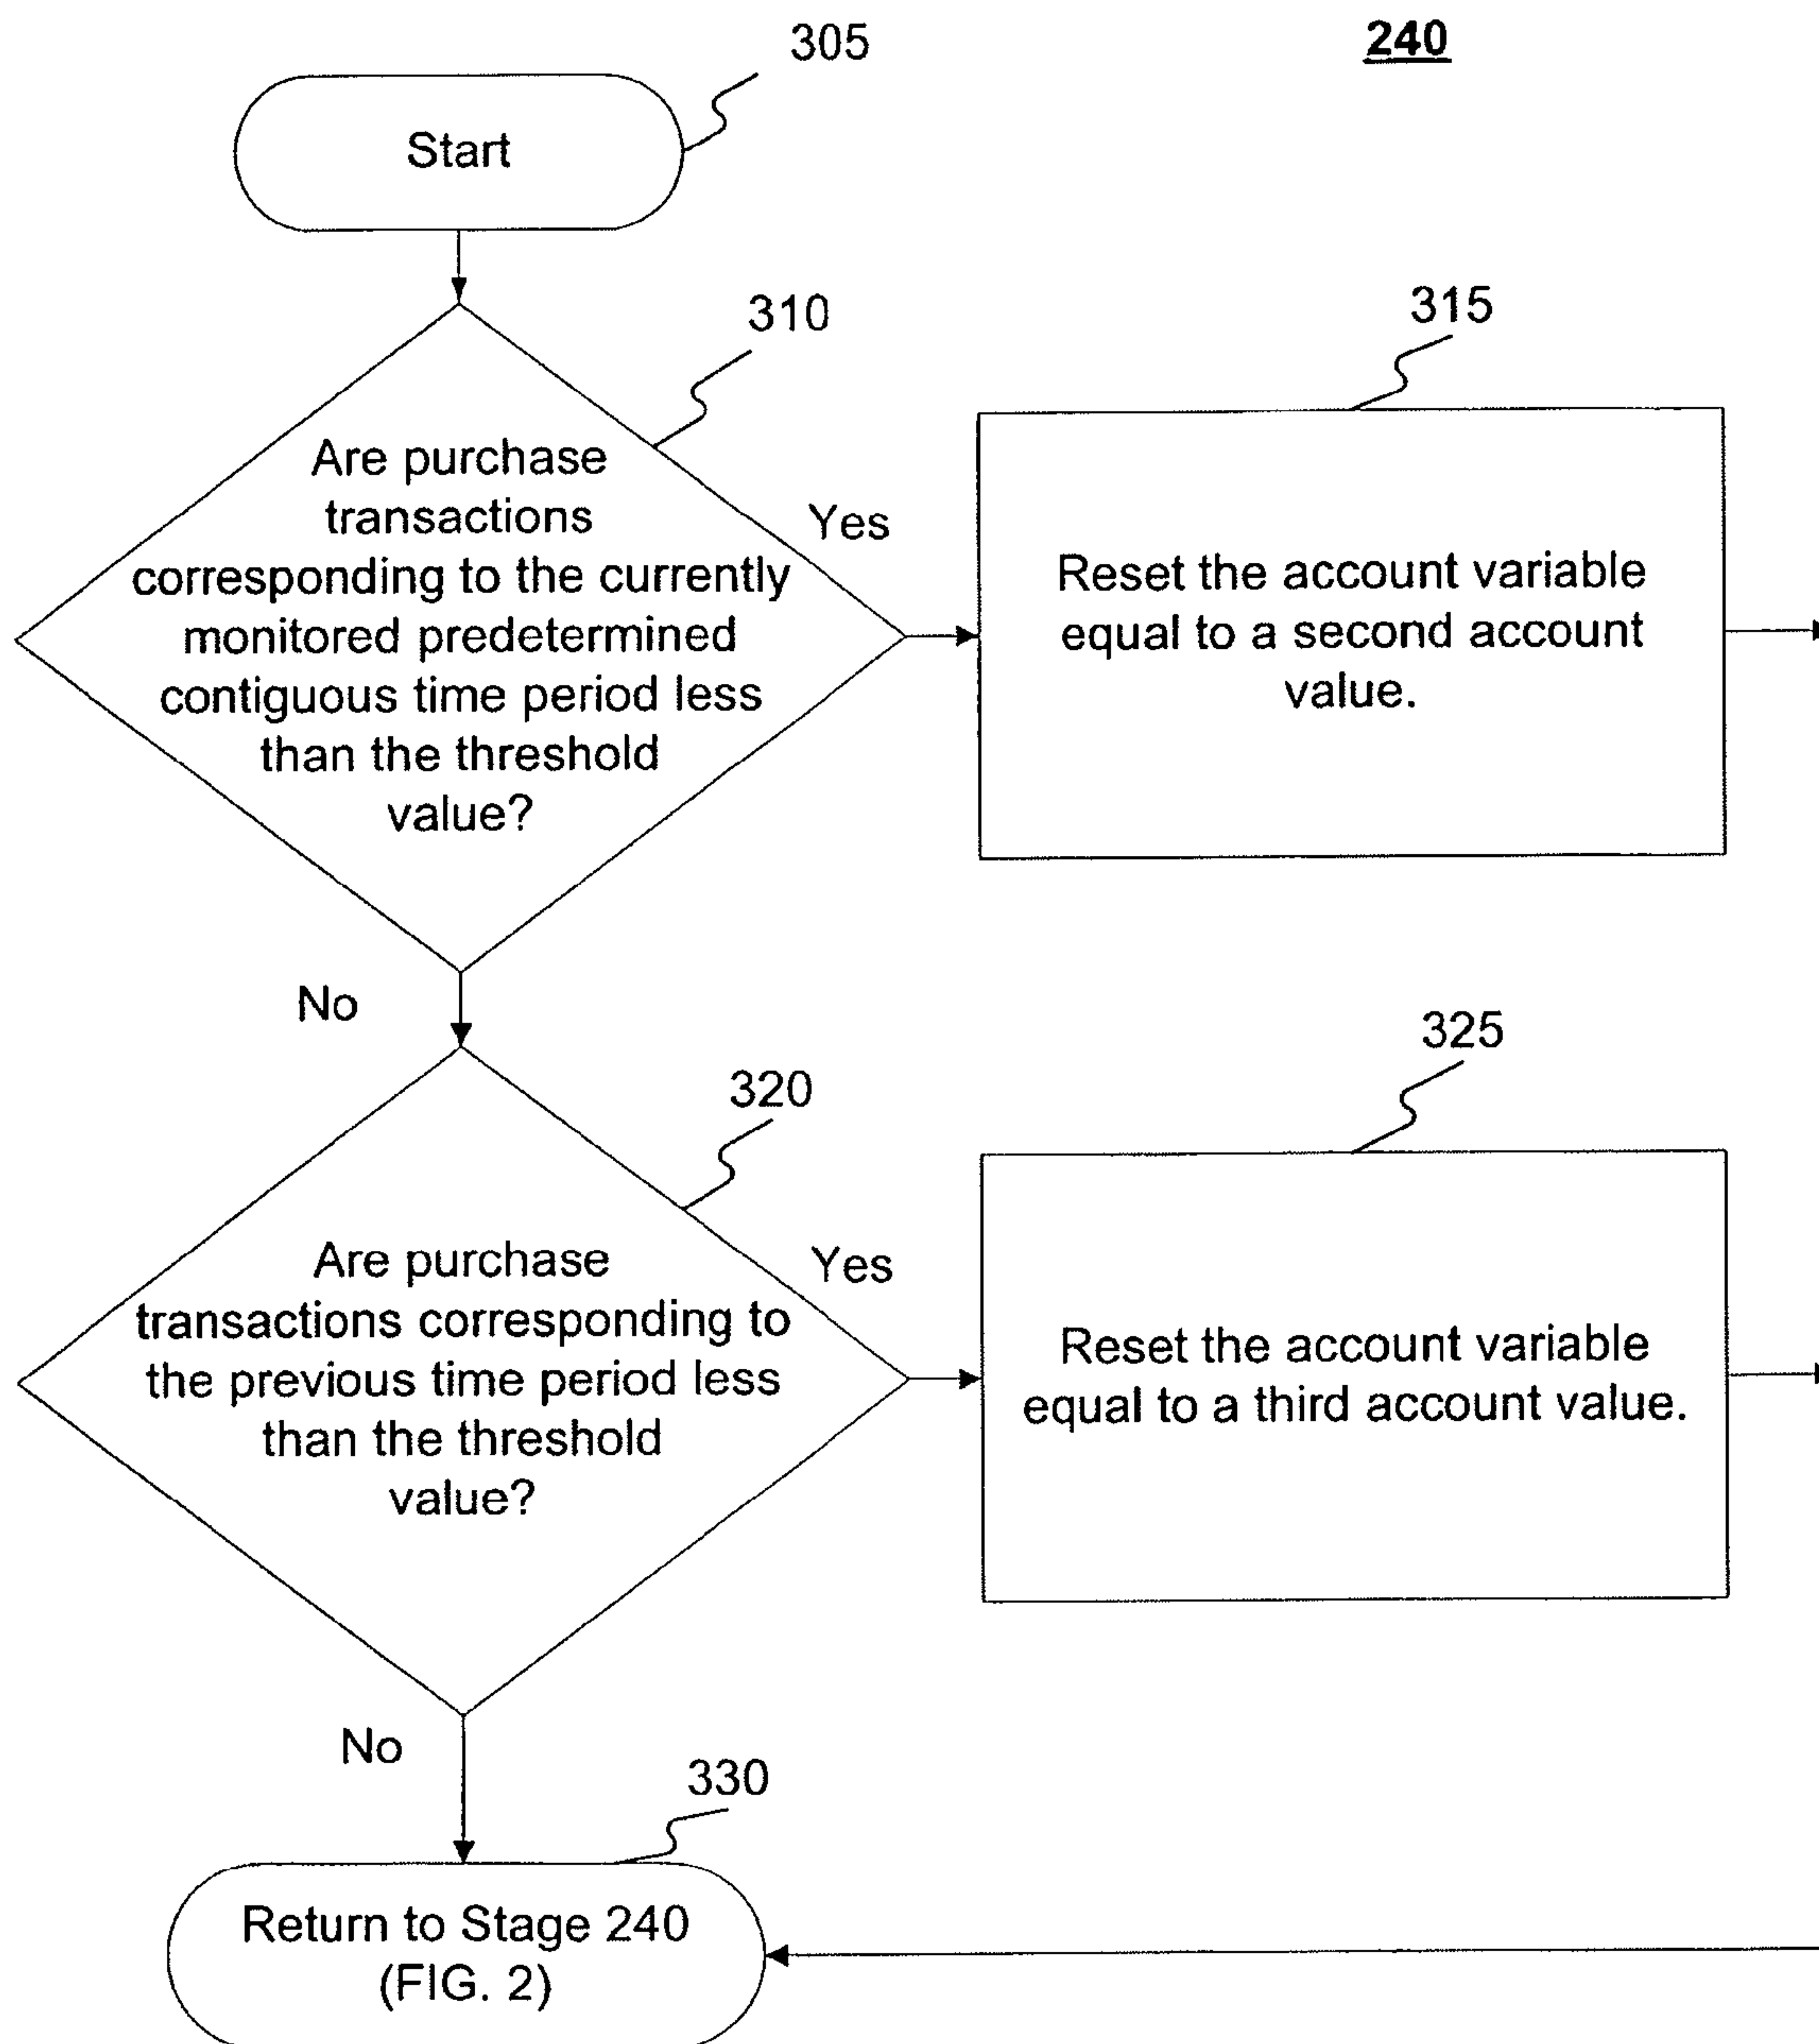 305
240
Start
310
315
Are purchase
transactions
corresponding to the currently
monitored predetermined
contiguous time period less
than the threshold
value?
Yes
Reset the account variable
equal to a second account
value.
No
320
325
Are purchase
transactions corresponding to
the previous time period less
than the threshold
value?
Yes
Reset the account variable
equal to a third account value.
No
330
Return to Stage 240
(FIG. 2)